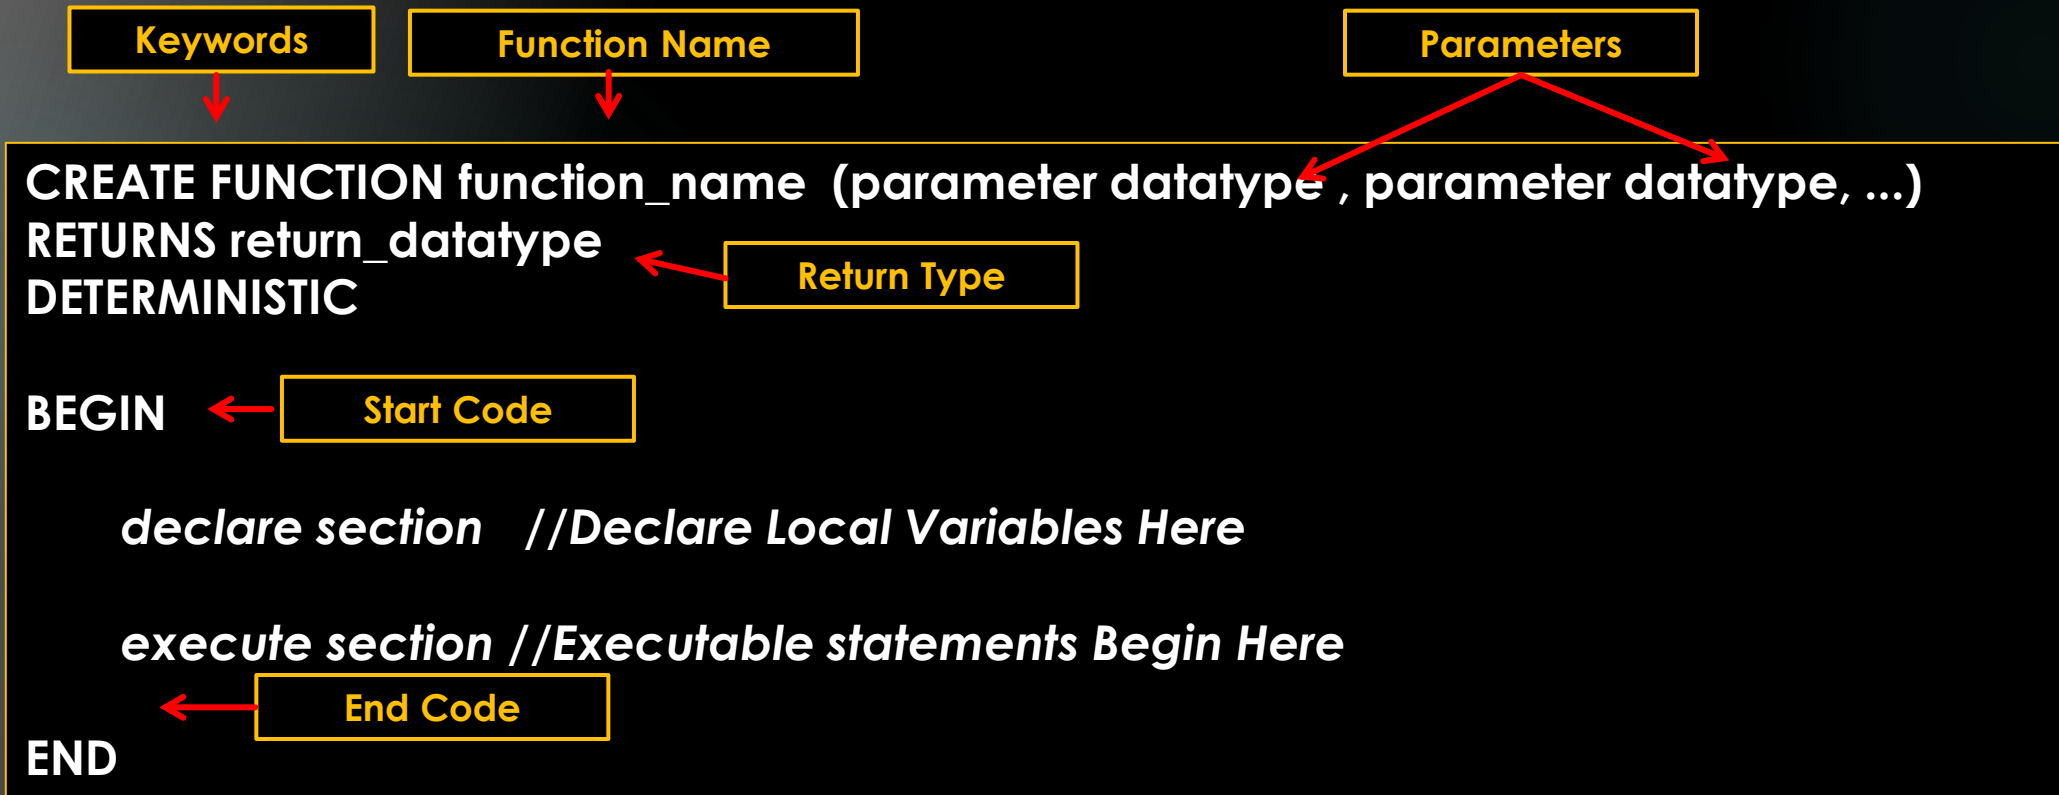 Keywords
Function Name
Parameters
CREATE FUNCTION function_name (parameter datatype , parameter datatype, ...)
RETURNS return_datatype
Return Type
DETERMINISTIC
BEGIN
Start Code
declare section //Declare Local Variables Here
execute section //Executable statements Begin Here
End Code
END